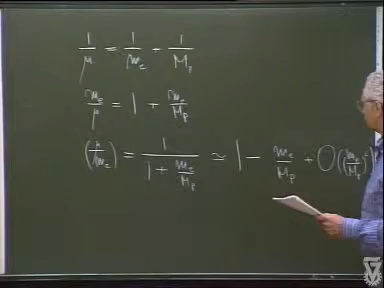 1/μ = 1/m_e + 1/M_p
m_e/μ = 1 + m_e/M_p
(μ/m_e) = 1/(1 + m_e/M_p) ≃ 1 - m_e/M_p + O((m_e/M_p)²)